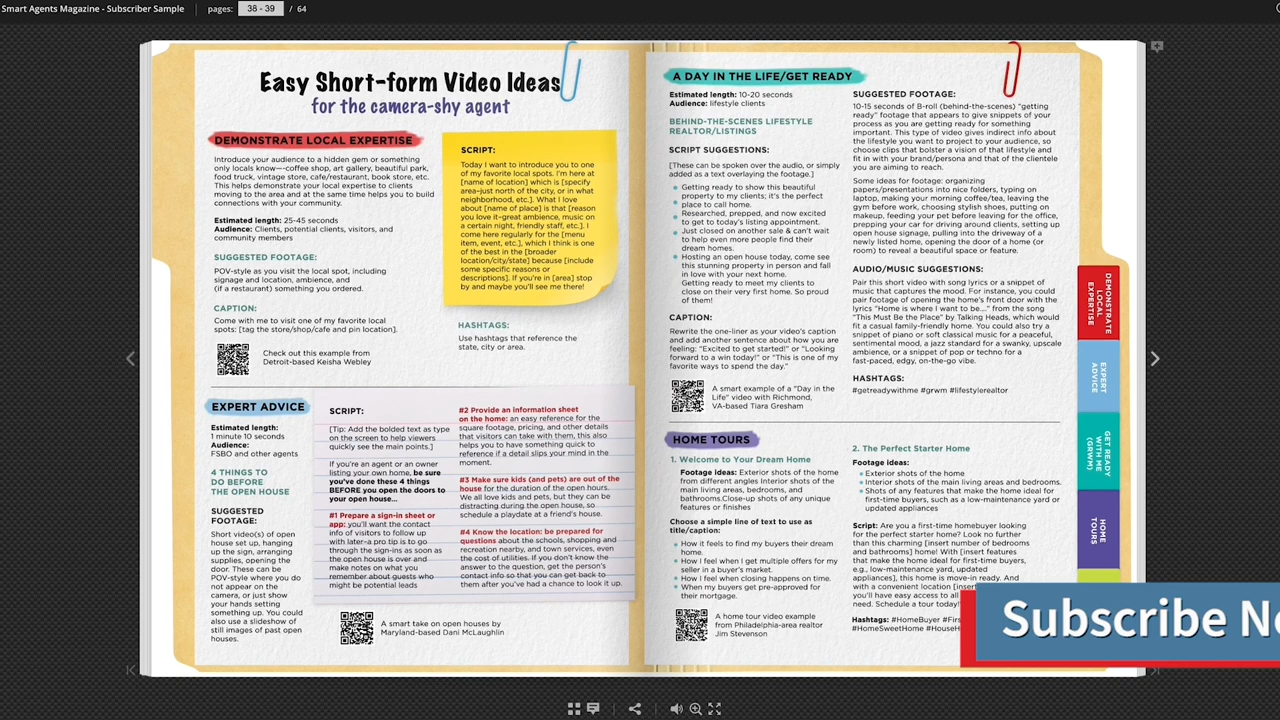 Smart Agents Magazine - Subscriber Sample
pages: 38 - 39 / 64
Easy Short-form Video Ideas
for the camera-shy agent
DEMONSTRATE LOCAL EXPERTISE
Introduce your audience to a hidden gem or something
only locals know––coffee shop, art gallery, beautiful park,
food truck, vintage store, cafe/restaurant, book store, etc.
This helps demonstrate your local expertise to clients
moving to the area and at the same time helps you to build
connections with your community.
Estimated length: 25-45 seconds
Audience: Clients, potential clients, visitors, and
community members
SUGGESTED FOOTAGE:
POV-style as you visit the local spot, including
signage and location, ambience, and
(if a restaurant) something you ordered.
CAPTION:
Come with me to visit one of my favorite local
spots: [tag the store/shop/cafe and pin location].
Check out this example from
Detroit-based Keisha Webley
SCRIPT:
Today I want to introduce you to one
of my favorite local spots. I'm here at
[name of location] which is [specify
area–just north of the city, or in what
neighborhood, etc.]. What I love
about [name of place] is that [reason
you love it–great ambience, music on
a certain night, friendly staff, etc.]. I
come here regularly for the [menu
item, event, etc.], which I think is one
of the best in the [broader
location/city/state] because [include
some specific reasons or
descriptions]. If you're in [area] stop
by and maybe you'll see me there!
HASHTAGS:
Use hashtags that reference the
state, city or area.
EXPERT ADVICE
Estimated length:
1 minute 10 seconds
Audience:
FSBO and other agents
4 THINGS TO
DO BEFORE
THE OPEN HOUSE
SUGGESTED
FOOTAGE:
Short video(s) of open
house set up, hanging
up the sign, arranging
supplies, opening the
door. These can be
POV-style where you do
not appear on the
camera, or just show
your hands setting
something up. You could
also use a slideshow of
still images of past open
houses.
SCRIPT:
[Tip: Add the bolded text as type
on the screen to help viewers
quickly see the main points.]
If you're an agent or an owner
listing your own home, be sure
you've done these 4 things
BEFORE you open the doors to
your open house...
#1 Prepare a sign-in sheet or
app: you'll want the contact
info of visitors to follow up
with later–a pro tip is to go
through the sign-ins as soon as
the open house is over and
make notes on what you
remember about guests who
might be potential leads
#2 Provide an information sheet
on the home: an easy reference for the
square footage, pricing, and other details
that visitors can take with them, this also
helps you to have something quick to
reference if a detail slips your mind in the
moment.
#3 Make sure kids (and pets) are out of the
house for the duration of the open hours.
We all love kids and pets, but they can be
distracting during the open house, so
schedule a playdate at a friend's house.
#4 Know the location: be prepared for
questions about the schools, shopping and
recreation nearby, and town services, even
the cost of utilities. If you don't know the
answer to the question, get the person's
contact info so that you can get back to
them after you've had a chance to look it up.
A smart take on open houses by
Maryland-based Dani McLaughlin
A DAY IN THE LIFE/GET READY
Estimated length: 10-20 seconds
Audience: lifestyle clients
BEHIND-THE-SCENES LIFESTYLE
REALTOR/LISTINGS
SCRIPT SUGGESTIONS:
[These can be spoken over the audio, or simply
added as a text overlaying the footage.]
Getting ready to show this beautiful
property to my clients; it's the perfect
place to call home.
Researched, prepped, and now excited
to get to today's listing appointment.
Just closed on another sale & can't wait
to help even more people find their
dream homes.
Hosting an open house today, come see
this stunning property in person and fall
in love with your next home.
Getting ready to meet my clients to
close on their very first home. So proud
of them!
CAPTION:
Rewrite the one-liner as your video's caption
and add another sentence about how you are
feeling: "Excited to get started!" or "Looking
forward to a win today!" or "This is one of my
favorite ways to spend the day."
A smart example of a "Day in the
Life" video with Richmond,
VA-based Tiara Gresham
SUGGESTED FOOTAGE:
10-15 seconds of B-roll (behind-the-scenes) "getting
ready" footage that appears to give snippets of your
process as you are getting ready for something
important. This type of video gives indirect info about
the lifestyle you want to project to your audience, so
choose clips that bolster a vision of that lifestyle and
fit in with your brand/persona and that of the clientele
you are aiming to reach.
Some ideas for footage: organizing
papers/presentations into nice folders, typing on
laptop, making your morning coffee/tea, leaving the
gym before work, choosing stylish shoes, putting on
makeup, feeding your pet before leaving for the office,
prepping your car for driving around clients, setting up
open house signage, pulling into the driveway of a
newly listed home, opening the door of a home (or
room) to reveal a beautiful space or feature.
AUDIO/MUSIC SUGGESTIONS:
Pair this short video with song lyrics or a snippet of
music that captures the mood. For instance, you could
pair footage of opening the home's front door with the
lyrics "Home is where I want to be..." from the song
"This Must Be the Place" by Talking Heads, which would
fit a casual family-friendly home. You could also try a
snippet of piano or soft classical music for a peaceful,
sentimental mood, a jazz standard for a swanky, upscale
ambience, or a snippet of pop or techno for a
fast-paced, edgy, on-the-go vibe.
HASHTAGS:
#getreadywithme #grwm #lifestylerealtor
HOME TOURS
1. Welcome to Your Dream Home
Footage ideas: Exterior shots of the home
from different angles Interior shots of the
main living areas, bedrooms, and
bathrooms.Close-up shots of any unique
features or finishes
Choose a simple line of text to use as
title/caption:
How it feels to find my buyers their dream
home.
How I feel when I get multiple offers for my
seller in a buyer's market.
How I feel when closing happens on time.
When my buyers get pre-approved for
their mortgage.
A home tour video example
from Philadelphia-area realtor
Jim Stevenson
2. The Perfect Starter Home
Footage ideas:
Exterior shots of the home
Interior shots of the main living areas and bedrooms
Shots of any features that make the home ideal for
first-time buyers, such as a low-maintenance yard or
updated appliances
Script: Are you a first-time homebuyer looking
for the perfect starter home? Look no further
than this charming [insert number of bedrooms
and bathrooms] home! With [insert features
that make the home ideal for first-time buyers,
e.g., low-maintenance yard, updated
appliances], this home is move-in ready. And
with a convenient location [inser
you'll have easy access to all
need. Schedule a tour today!
Hashtags: #HomeBuyer #Firs
#HomeSweetHome #HouseH
DEMONSTRATE
LOCAL
EXPERTISE
EXPERT
ADVICE
GET READY
WITH ME
(GRWM)
HOME
TOURS
Subscribe No